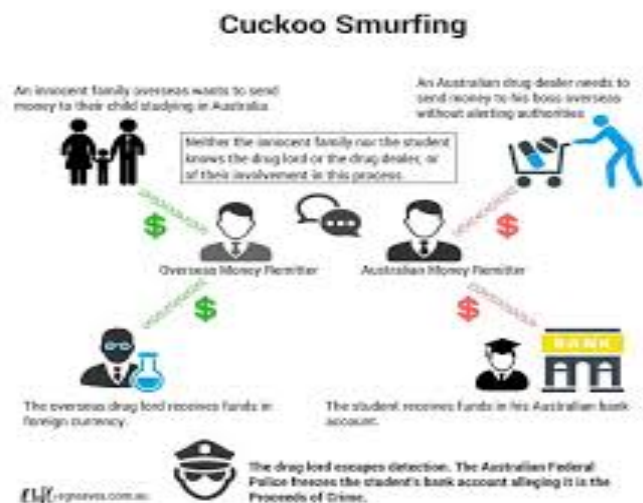 Cuckoo Smurfing
An innocent family overseas wants to send
money to their child studying in Australia
An Australian drug dealer needs to
send money to his boss overseas
without alerting authorities
Neither the innocent family nor the student
knows the drug lord or the drug dealer, or
of their involvement in this process.
$
$
Overseas Money Remitter
Australian Money Remitter
$
$
BANK
The overseas drug lord receives funds in
foreign currency.
The student receives funds in his Australian bank
account.
The drug lord escapes detection. The Australian Federal
Police freezes the student's bank account alleging it is the
Proceeds of Crime.